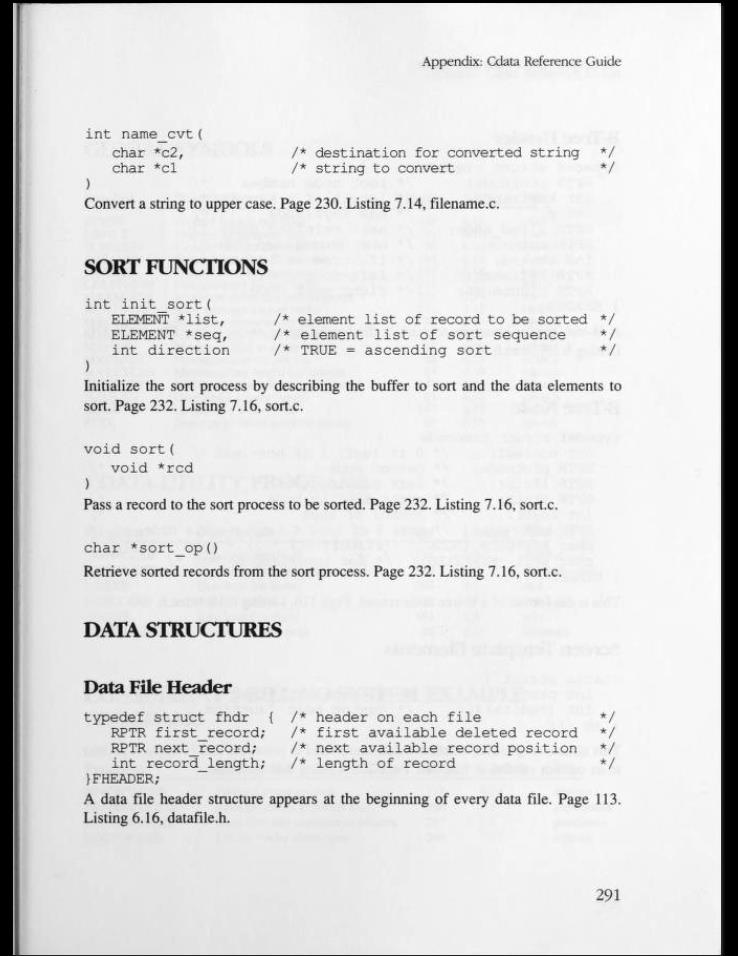 Appendix: Cdata Reference Guide
int name_cvt(
char *c2, /* destination for converted string */
char *c1 /* string to convert */
)
Convert a string to upper case. Page 230. Listing 7.14, filename.c.
SORT FUNCTIONS
int init_sort(
ELEMENT *list, /* element list of record to be sorted */
ELEMENT *seq, /* element list of sort sequence */
int direction /* TRUE = ascending sort */
)
Initialize the sort process by describing the buffer to sort and the data elements to
sort. Page 232. Listing 7.16, sort.c.
void sort(
void *rcd
)
Pass a record to the sort process to be sorted. Page 232. Listing 7.16, sort.c.
char *sort_op()
Retrieve sorted records from the sort process. Page 232. Listing 7.16, sort.c.
DATA STRUCTURES
Data File Header
typedef struct fhdr { /* header on each file */
RPTR first_record; /* first available deleted record */
RPTR next_record; /* next available record position */
int record_length; /* length of record */
}FHEADER;
A data file header structure appears at the beginning of every data file. Page 113.
Listing 6.16, datafile.h.
291